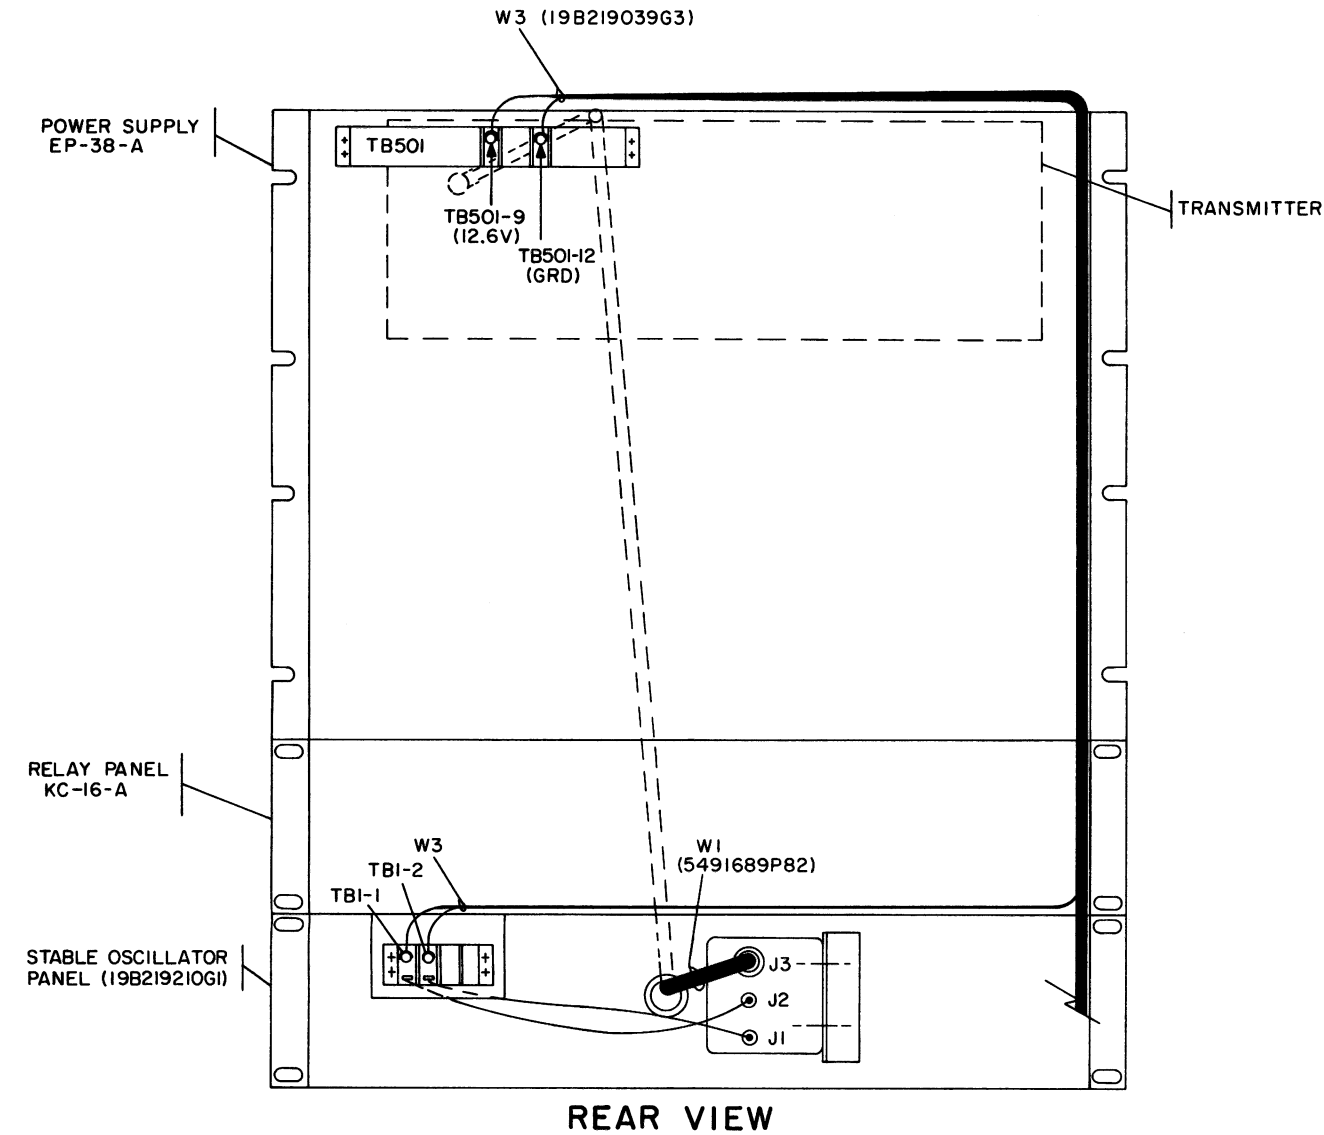 W3 (19B219039G3)
POWER SUPPLY
EP-38-A
TB501
TRANSMITTER
TB501-9
(12.6V)
TB501-12
(GRD)
RELAY PANEL
KC-16-A
W3
W1
(5491689P82)
TB1-2
TB1-1
STABLE OSCILLATOR
PANEL (19B219210G1)
J3
J2
J1
REAR VIEW